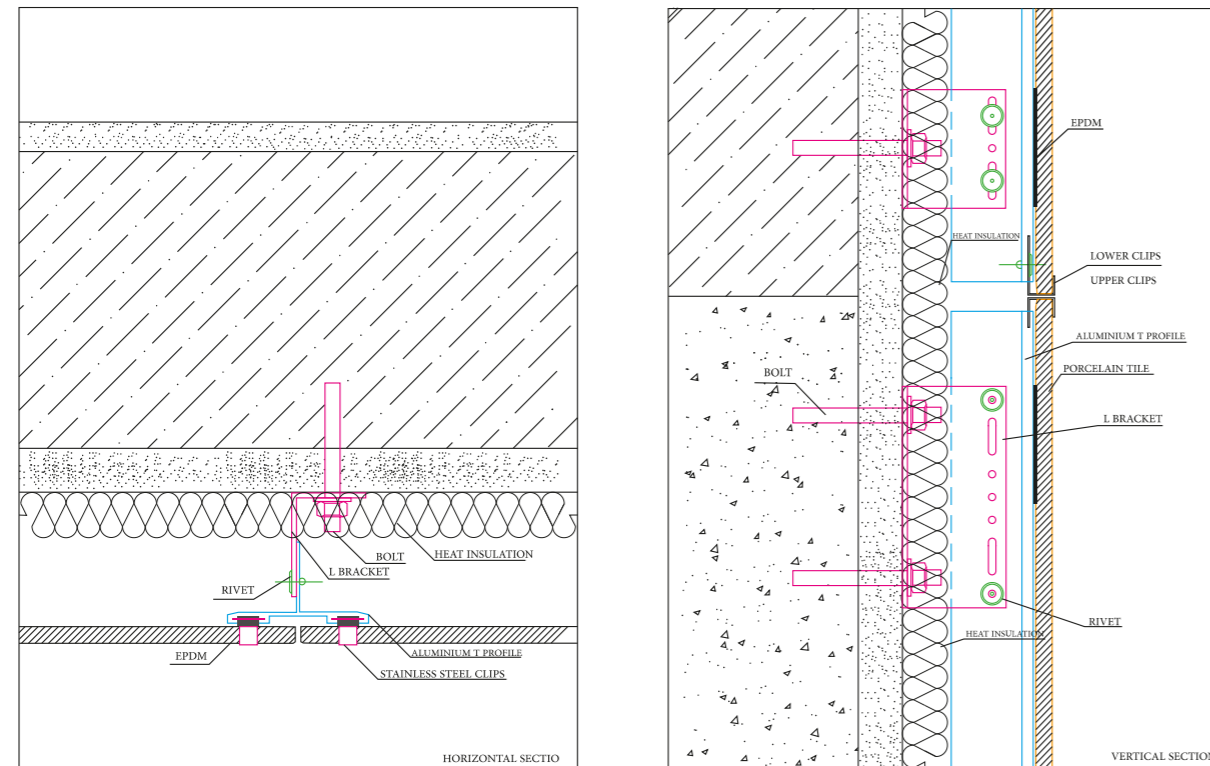 BOLT
HEAT INSULATION
L BRACKET
RIVET
EPDM
ALUMINIUM T PROFILE
STAINLESS STEEL CLIPS
HORIZONTAL SECTIO
EPDM
HEAT INSULATION
LOWER CLIPS
UPPER CLIPS
ALUMINIUM T PROFILE
PORCELAIN TILE
BOLT
L BRACKET
RIVET
HEAT INSULATION
VERTICAL SECTION